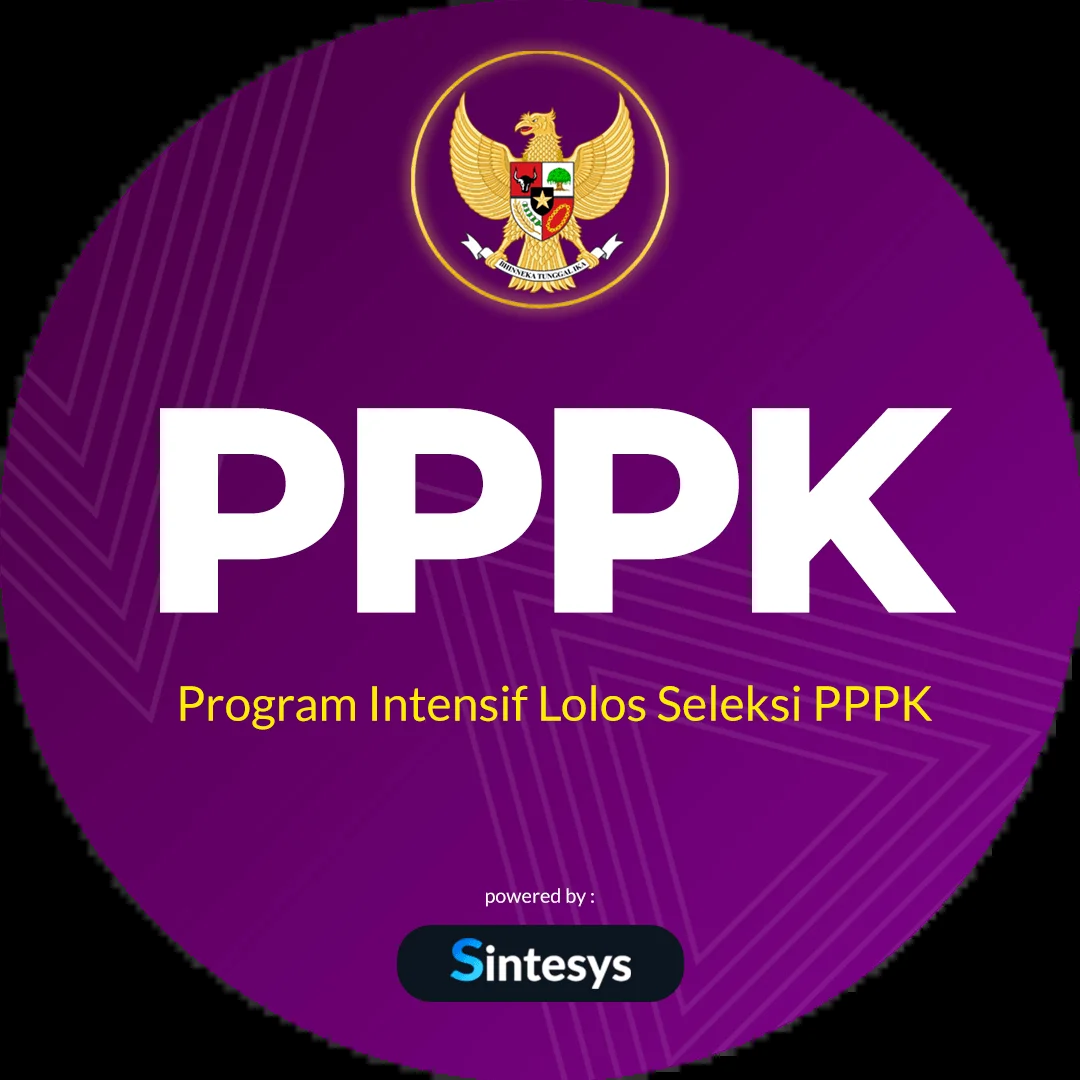 BHINNEKA TUNGGAL IKA
PPPK
Program Intensif Lolos Seleksi PPPK
powered by :
Sintesys